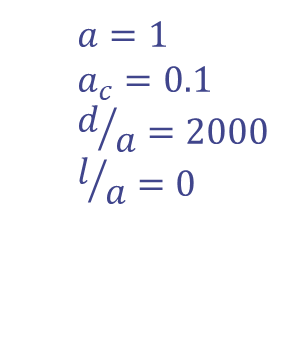 a = 1
a_c = 0.1
d/a = 2000
l/a = 0